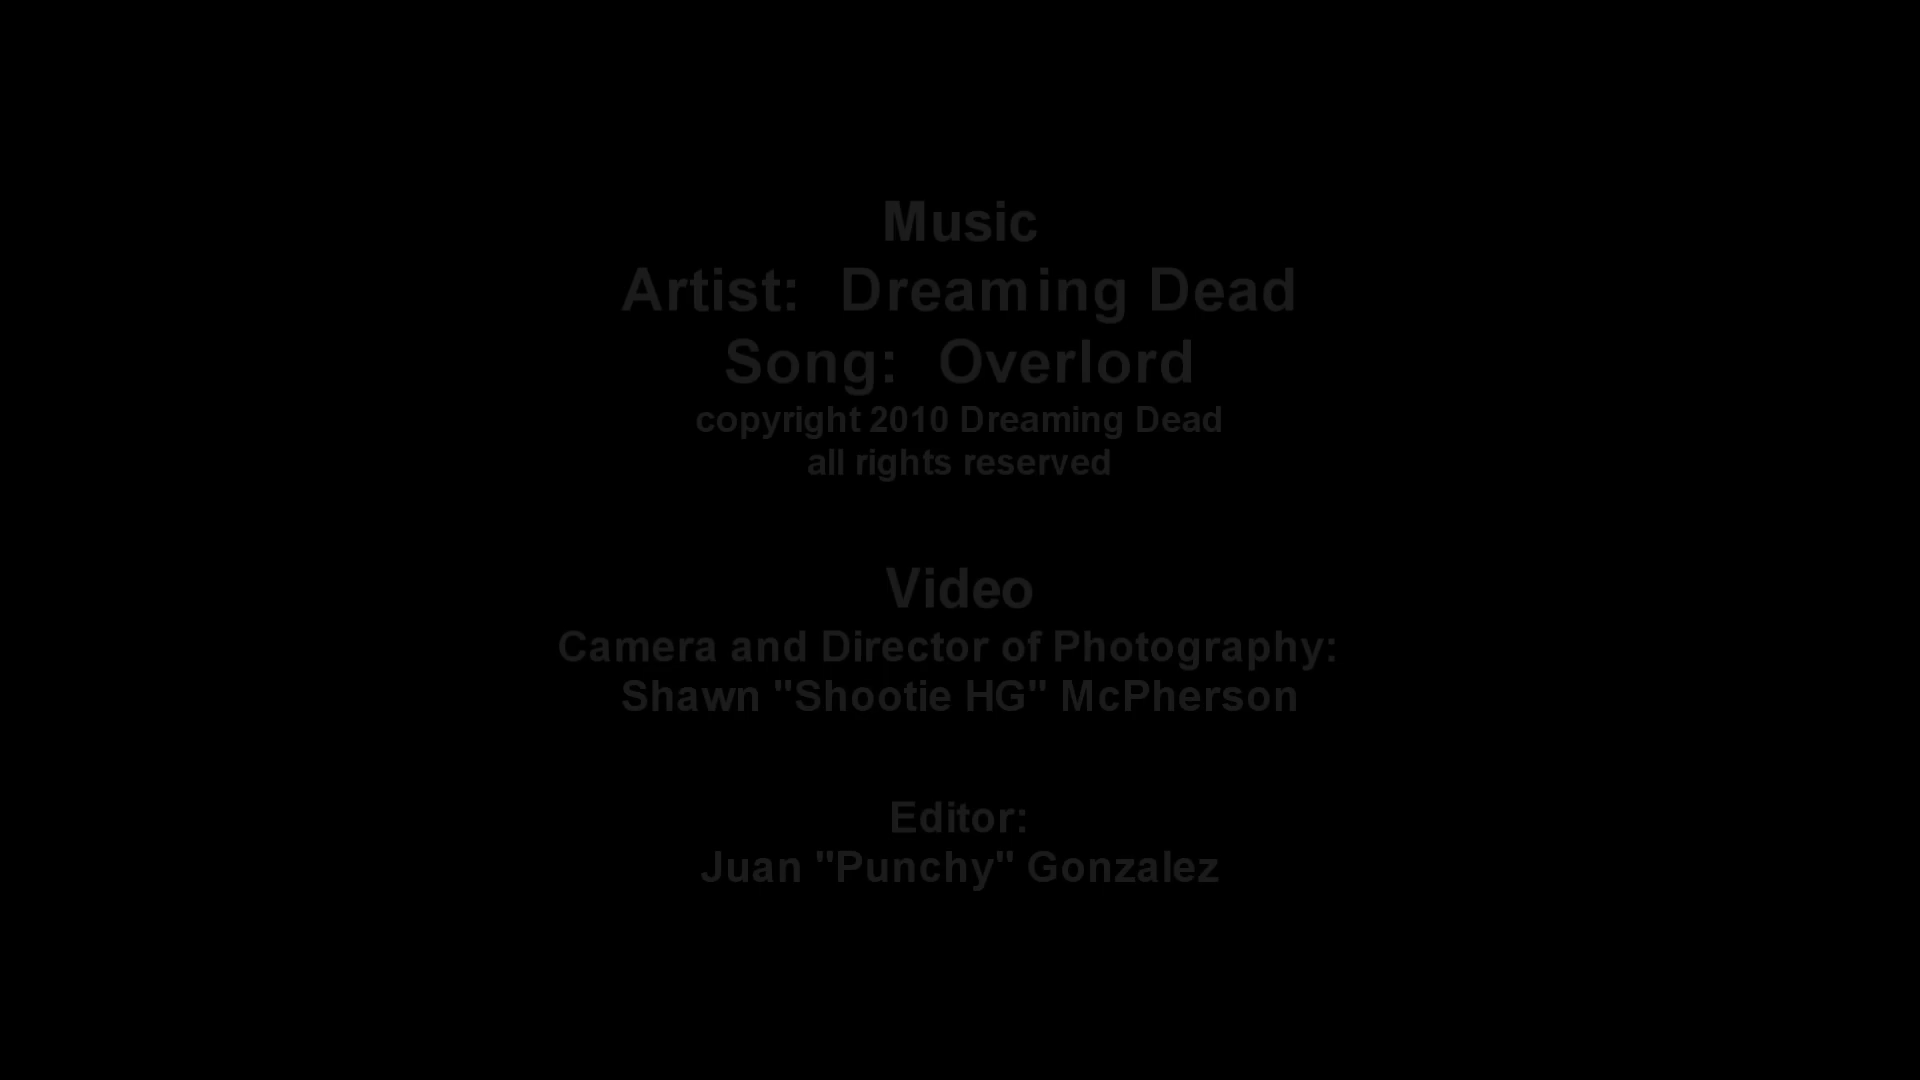 Music
Artist:  Dreaming Dead
Song:  Overlord
copyright 2010 Dreaming Dead
all rights reserved
Video
Camera and Director of Photography:
Shawn "Shootie HG" McPherson
Editor:
Juan "Punchy" Gonzalez